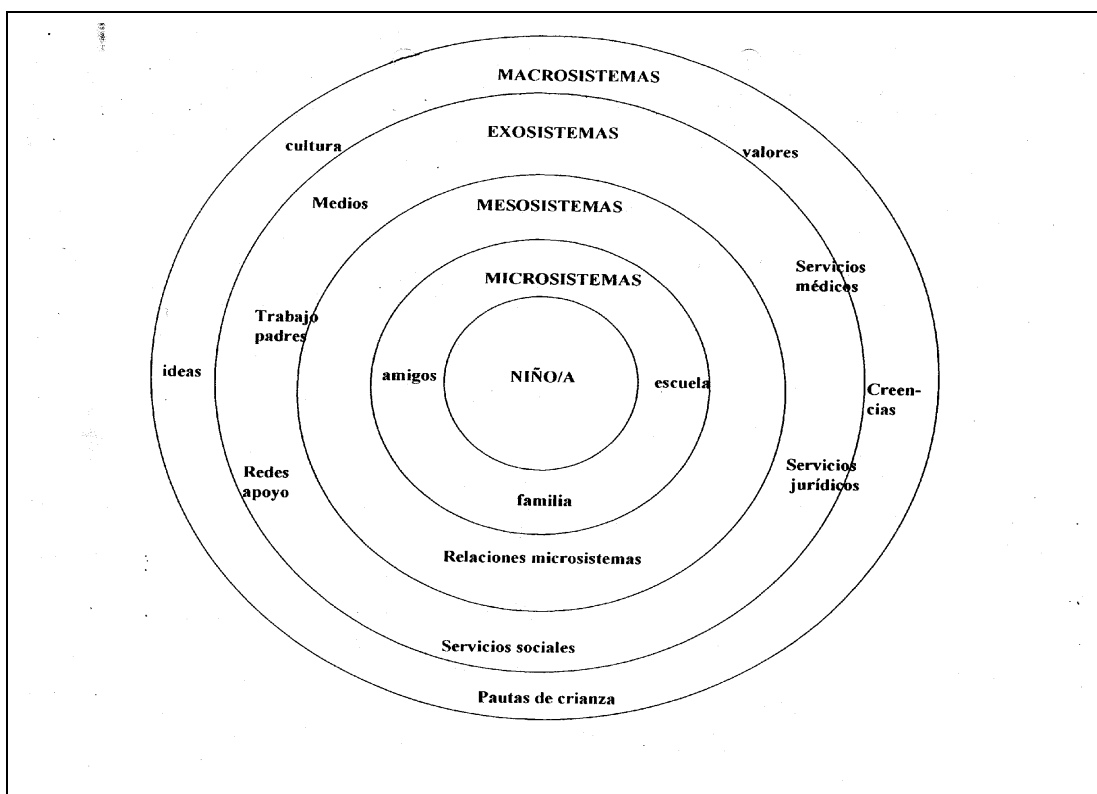 MACROSISTEMAS
EXOSISTEMAS
cultura
valores
Medios
MESOSISTEMAS
Servicios
médicos
MICROSISTEMAS
Trabajo
padres
ideas
amigos
NIÑO/A
escuela
Creen-
cias
Redes
apoyo
Servicios
jurídicos
familia
Relaciones microsistemas
Servicios sociales
Pautas de crianza